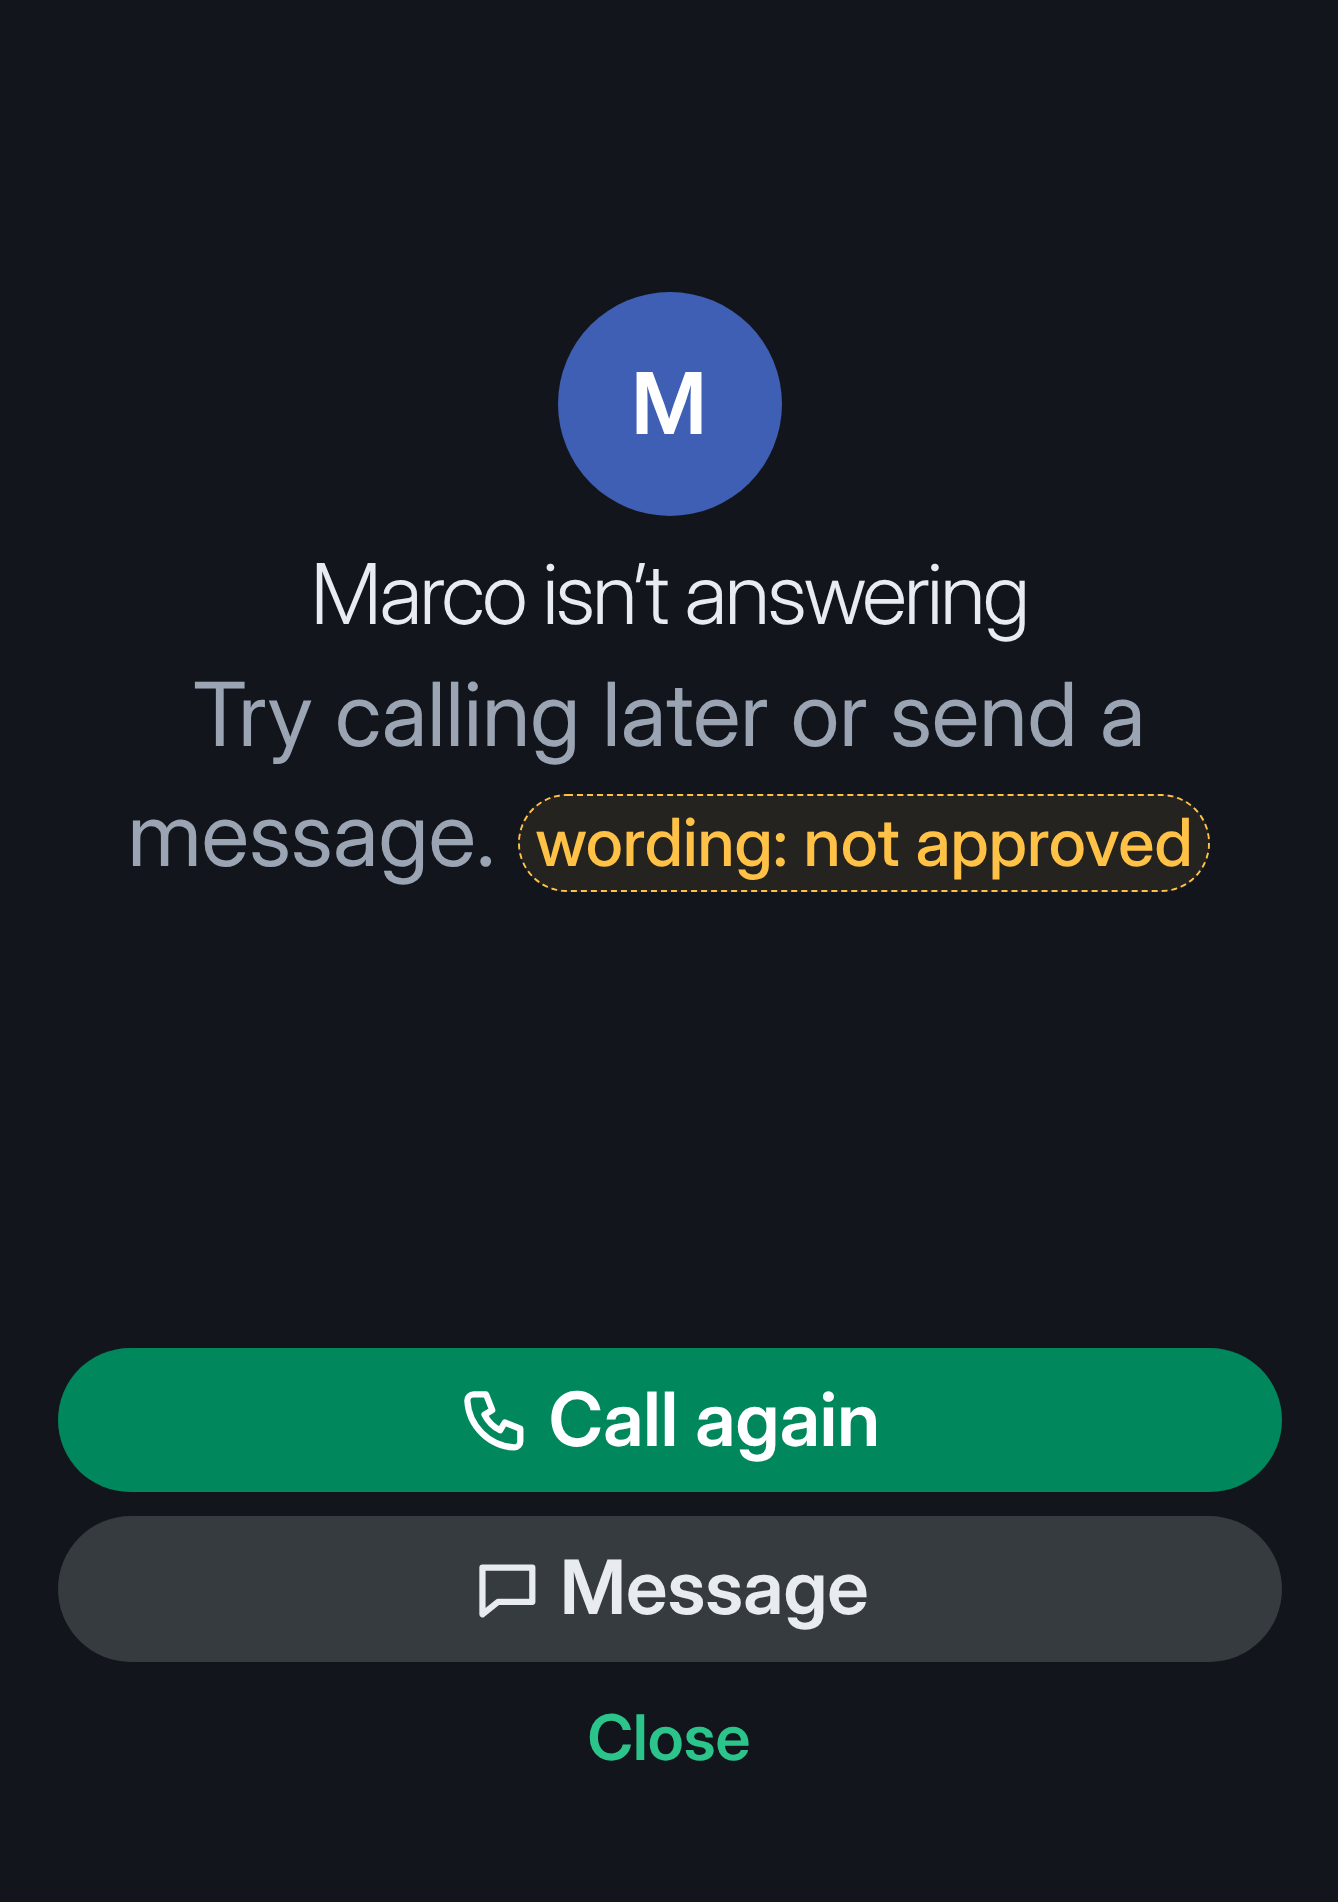 M
Marco isn’t answering
Try calling later or send a
message. wording: not approved
Call again
Message
Close